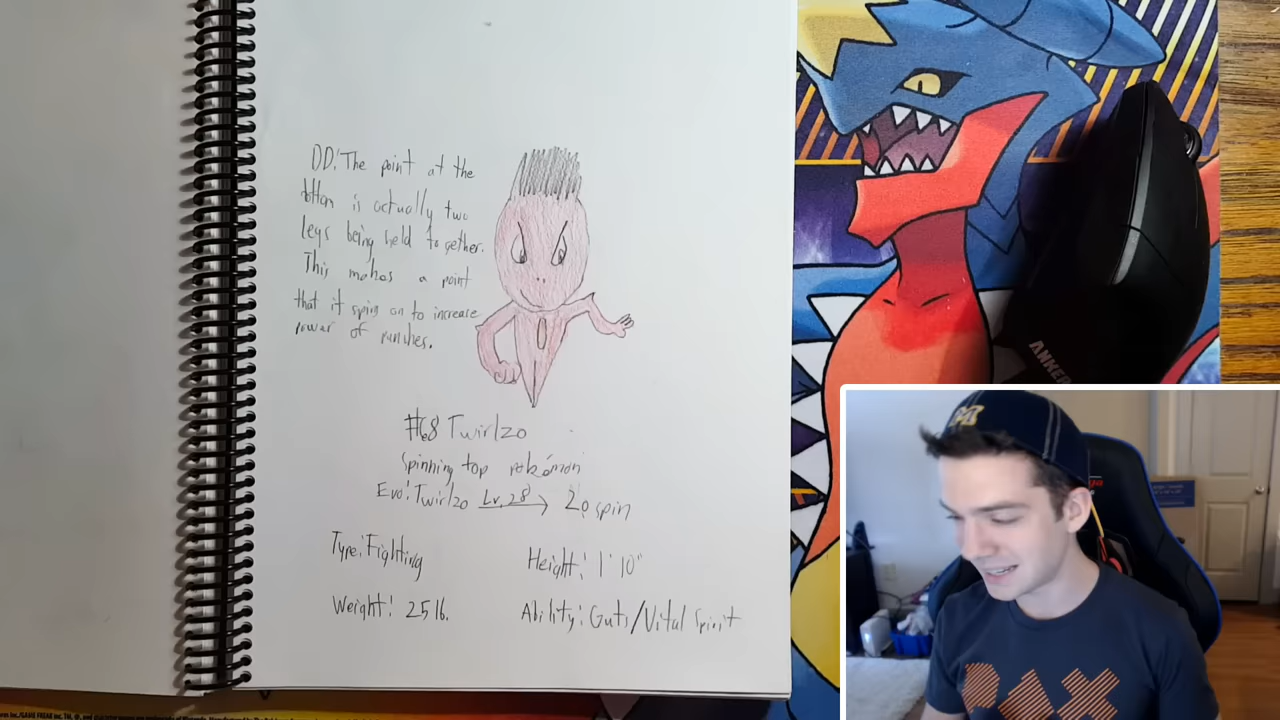 DD: The point at the
bottom is actually two
legs being held together.
This makes a point
that it spins on to increase
power of punches.
#68 Twirlzo
Spinning top pokémon
Evo: Twirlzo Lv. 28 → Zospin
Type: Fighting
Height: 1' 10"
Weight: 25 lb.
Ability: Guts/Vital Spirit
ANKER
PAX